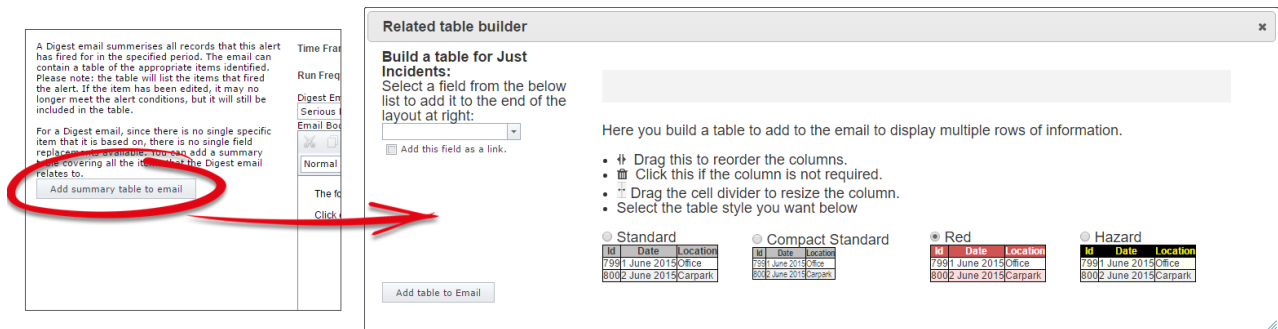 A Digest email summerises all records that this alert
has fired for in the specified period. The email can
contain a table of the appropriate items identified.
Please note: the table will list the items that fired
the alert. If the item has been edited, it may no
longer meet the alert conditions, but it will still be
included in the table.
For a Digest email, since there is no single specific
item that it is based on, there is no single field
replacements available. You can add a summary
table covering all the items that the Digest email
relates to.
Add summary table to email
Time Fran
Run Freq
Digest Em
Serious
Email Bod
Normal
The fo
Click
Related table builder
Build a table for Just
Incidents:
Select a field from the below
list to add it to the end of the
layout at right:
Add this field as a link.
Add table to Email
Here you build a table to add to the email to display multiple rows of information.
• Drag this to reorder the columns.
• Click this if the column is not required.
• Drag the cell divider to resize the column.
• Select the table style you want below
Standard
Id Date Location
799 1 June 2015 Office
800 2 June 2015 Carpark
Compact Standard
Id Date Location
799 1 June 2015 Office
800 2 June 2015 Carpark
Red
Id Date Location
799 1 June 2015 Office
800 2 June 2015 Carpark
Hazard
Id Date Location
799 1 June 2015 Office
800 2 June 2015 Carpark